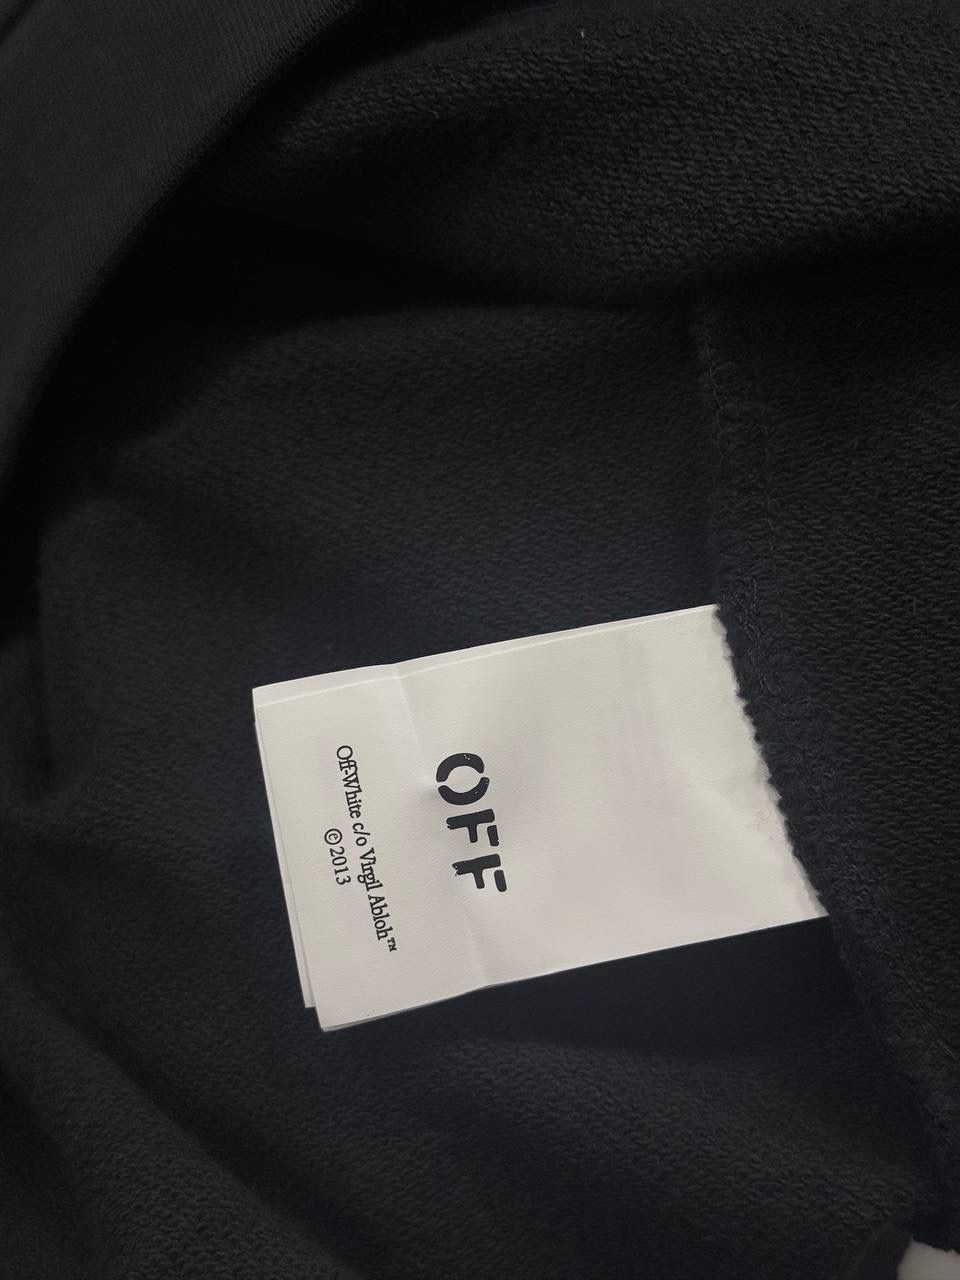 OFF
Off-White c/o Virgil Abloh™
©2013